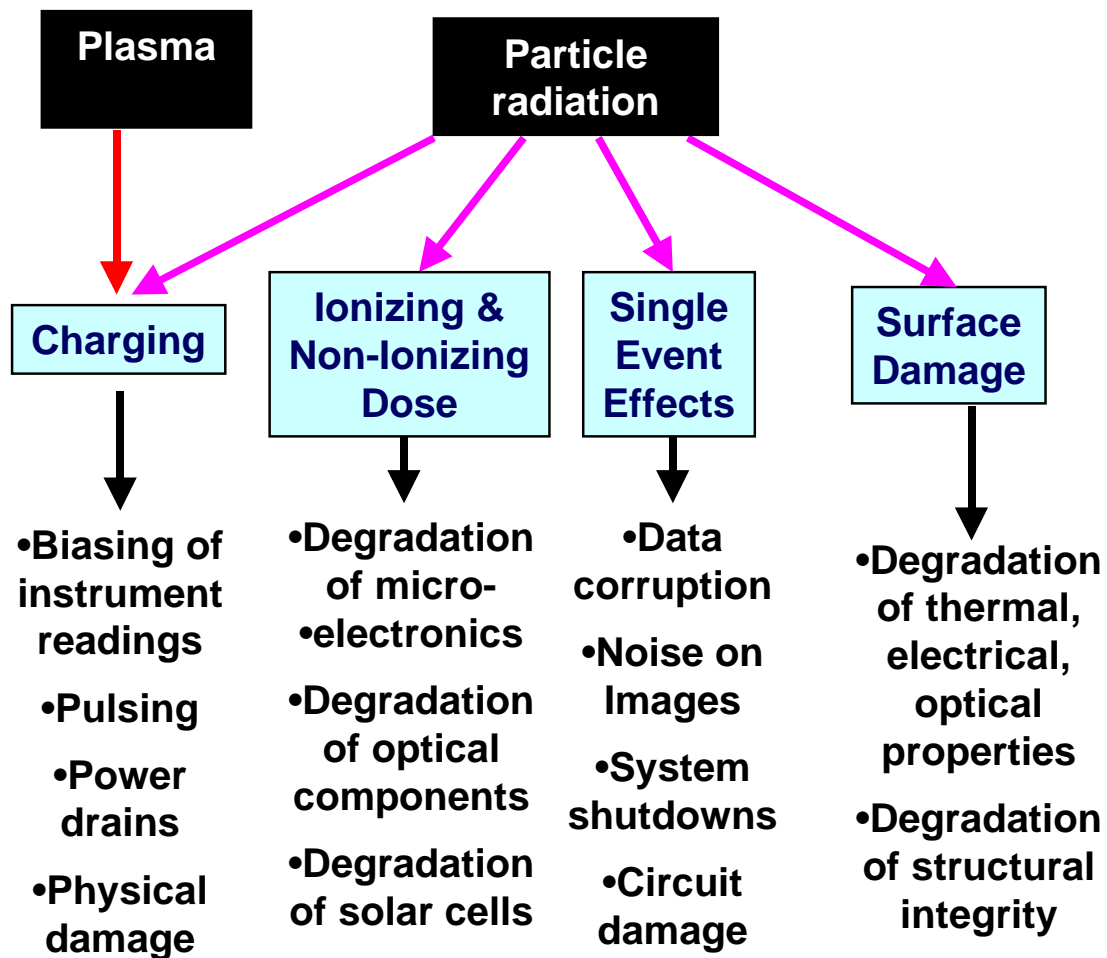 Plasma
Particle
radiation
Charging
Ionizing &
Non-Ionizing
Dose
Single
Event
Effects
Surface
Damage
•Biasing of
instrument
readings
•Pulsing
•Power
drains
•Physical
damage
•Degradation
of micro-
•electronics
•Degradation
of optical
components
•Degradation
of solar cells
•Data
corruption
•Noise on
Images
•System
shutdowns
•Circuit
damage
•Degradation
of thermal,
electrical,
optical
properties
•Degradation
of structural
integrity